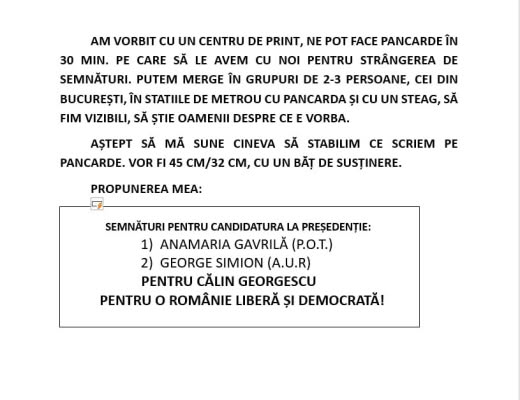 AM VORBIT CU UN CENTRU DE PRINT, NE POT FACE PANCARDE ÎN
30 MIN. PE CARE SĂ LE AVEM CU NOI PENTRU STRÂNGEREA DE
SEMNĂTURI. PUTEM MERGE ÎN GRUPURI DE 2-3 PERSOANE, CEI DIN
BUCUREȘTI, ÎN STATIILE DE METROU CU PANCARDA ȘI CU UN STEAG, SĂ
FIM VIZIBILI, SĂ ȘTIE OAMENII DESPRE CE E VORBA.
AȘTEPT SĂ MĂ SUNE CINEVA SĂ STABILIM CE SCRIEM PE
PANCARDE. VOR FI 45 CM/32 CM, CU UN BĂȚ DE SUSȚINERE.
PROPUNEREA MEA:
SEMNĂTURI PENTRU CANDIDATURA LA PREȘEDENȚIE:
1) ANAMARIA GAVRILĂ (P.O.T.)
2) GEORGE SIMION (A.U.R)
PENTRU CĂLIN GEORGESCU
PENTRU O ROMÂNIE LIBERĂ ȘI DEMOCRATĂ!